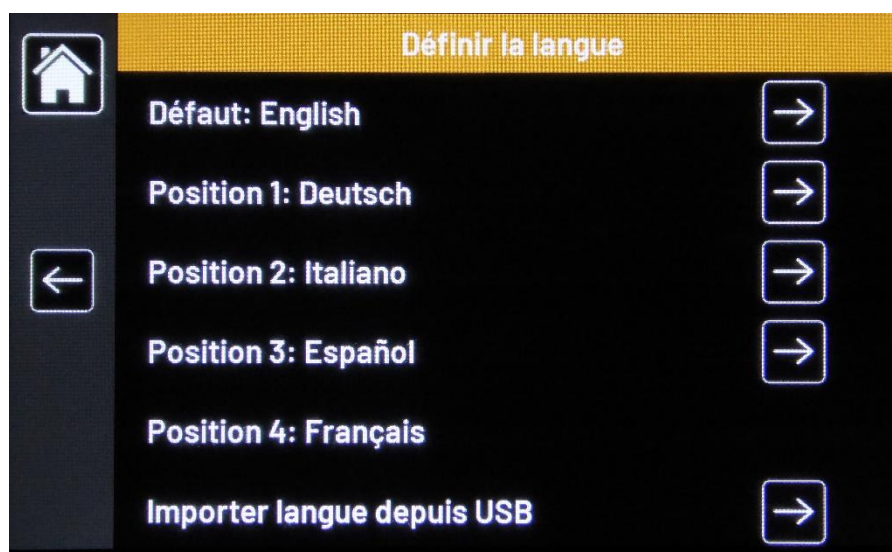 Définir la langue
Défaut: English
Position 1: Deutsch
Position 2: Italiano
Position 3: Español
Position 4: Français
Importer langue depuis USB